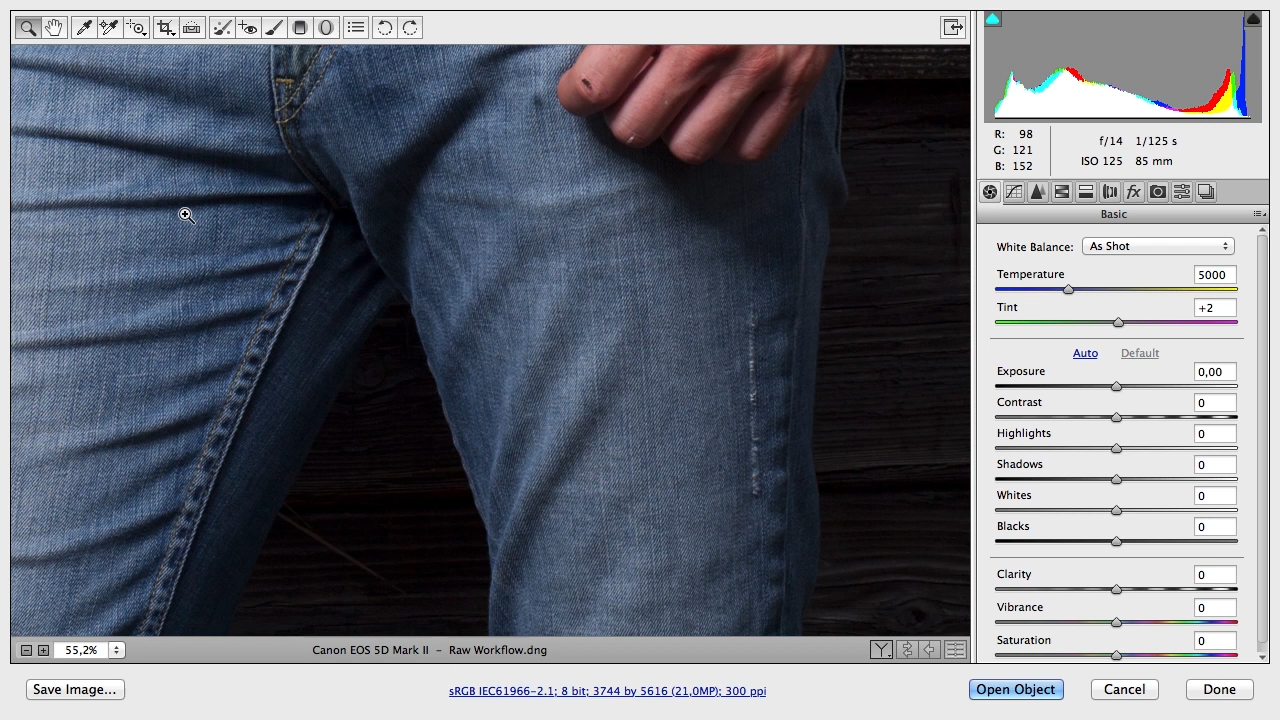 R: 98
G: 121
B: 152
f/14 1/125 s
ISO 125 85 mm
fx
Basic
White Balance: As Shot
Temperature 5000
Tint +2
Auto Default
Exposure 0,00
Contrast 0
Highlights 0
Shadows 0
Whites 0
Blacks 0
Clarity 0
Vibrance 0
Saturation 0
55,2% Canon EOS 5D Mark II – Raw Workflow.dng Y
Save Image... sRGB IEC61966-2.1; 8 bit; 3744 by 5616 (21,0MP); 300 ppi Open Object Cancel Done